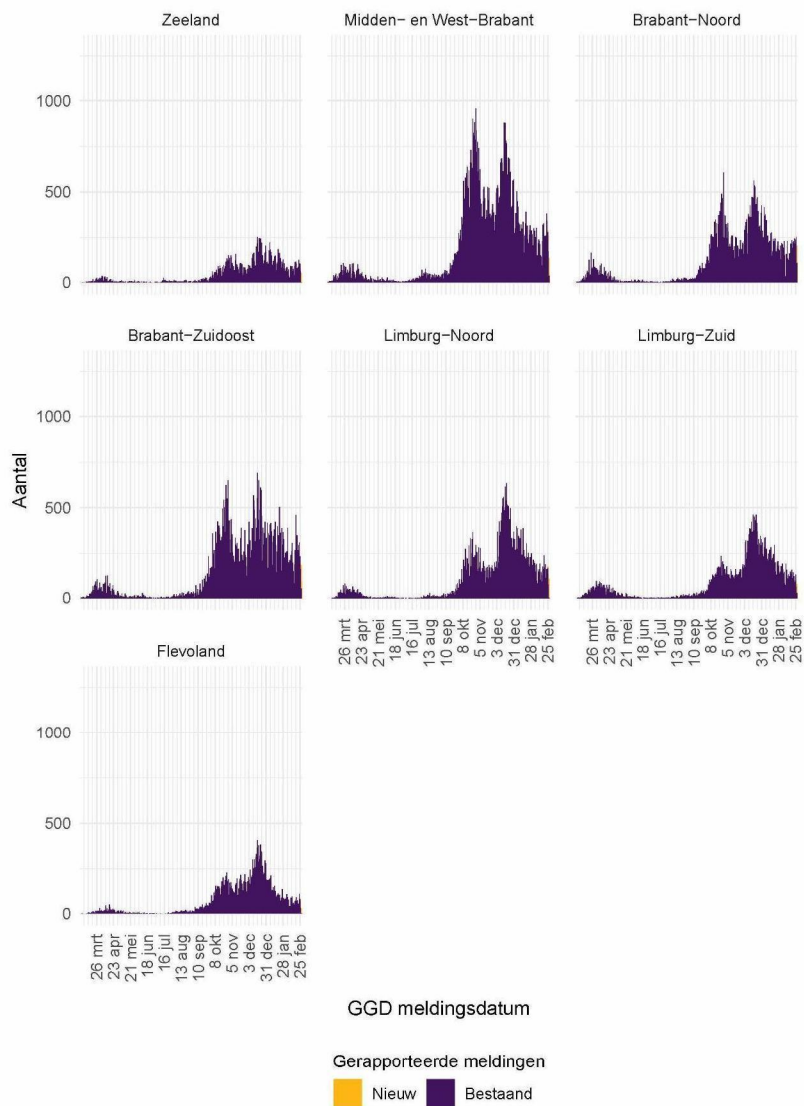 Zeeland
Midden- en West-Brabant
Brabant-Noord
1000
500
0
Brabant-Zuidoost
Limburg-Noord
Limburg-Zuid
1000
500
0
26 mrt
23 apr
21 mei
18 jun
16 jul
13 aug
10 sep
8 okt
5 nov
3 dec
31 dec
28 jan
25 feb
26 mrt
23 apr
21 mei
18 jun
16 jul
13 aug
10 sep
8 okt
5 nov
3 dec
31 dec
28 jan
25 feb
Flevoland
1000
500
0
26 mrt
23 apr
21 mei
18 jun
16 jul
13 aug
10 sep
8 okt
5 nov
3 dec
31 dec
28 jan
25 feb
Aantal
GGD meldingsdatum
Gerapporteerde meldingen
Nieuw
Bestaand